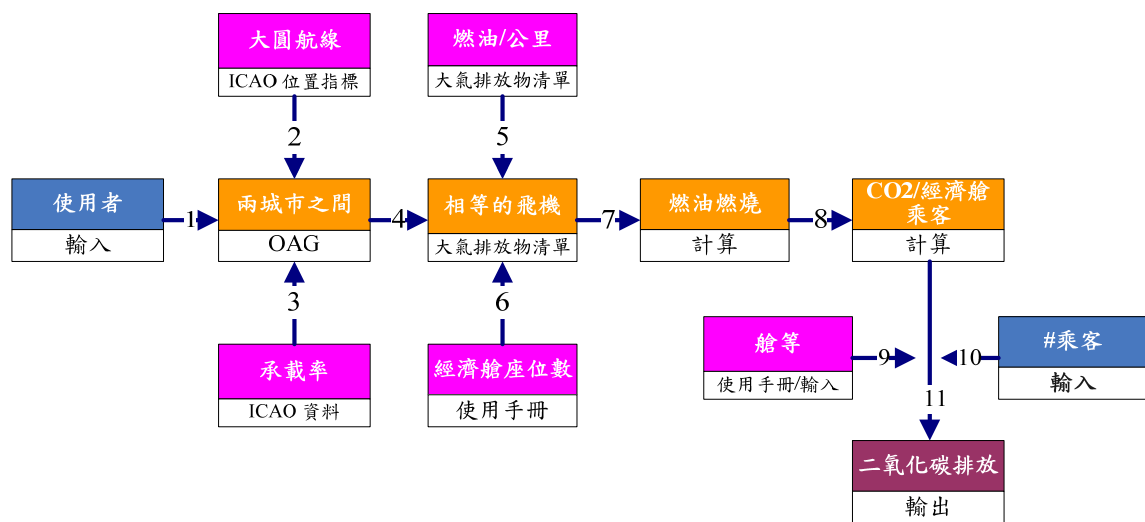 大圓航線
ICAO 位置指標
燃油/公里
大氣排放物清單
2
5
使用者
輸入
1
兩城市之間
OAG
4
相等的飛機
大氣排放物清單
7
燃油燃燒
計算
8
CO2/經濟艙
乘客
計算
3
6
承載率
ICAO 資料
經濟艙座位數
使用手冊
艙等
使用手冊/輸入
9
10
#乘客
輸入
11
二氧化碳排放
輸出